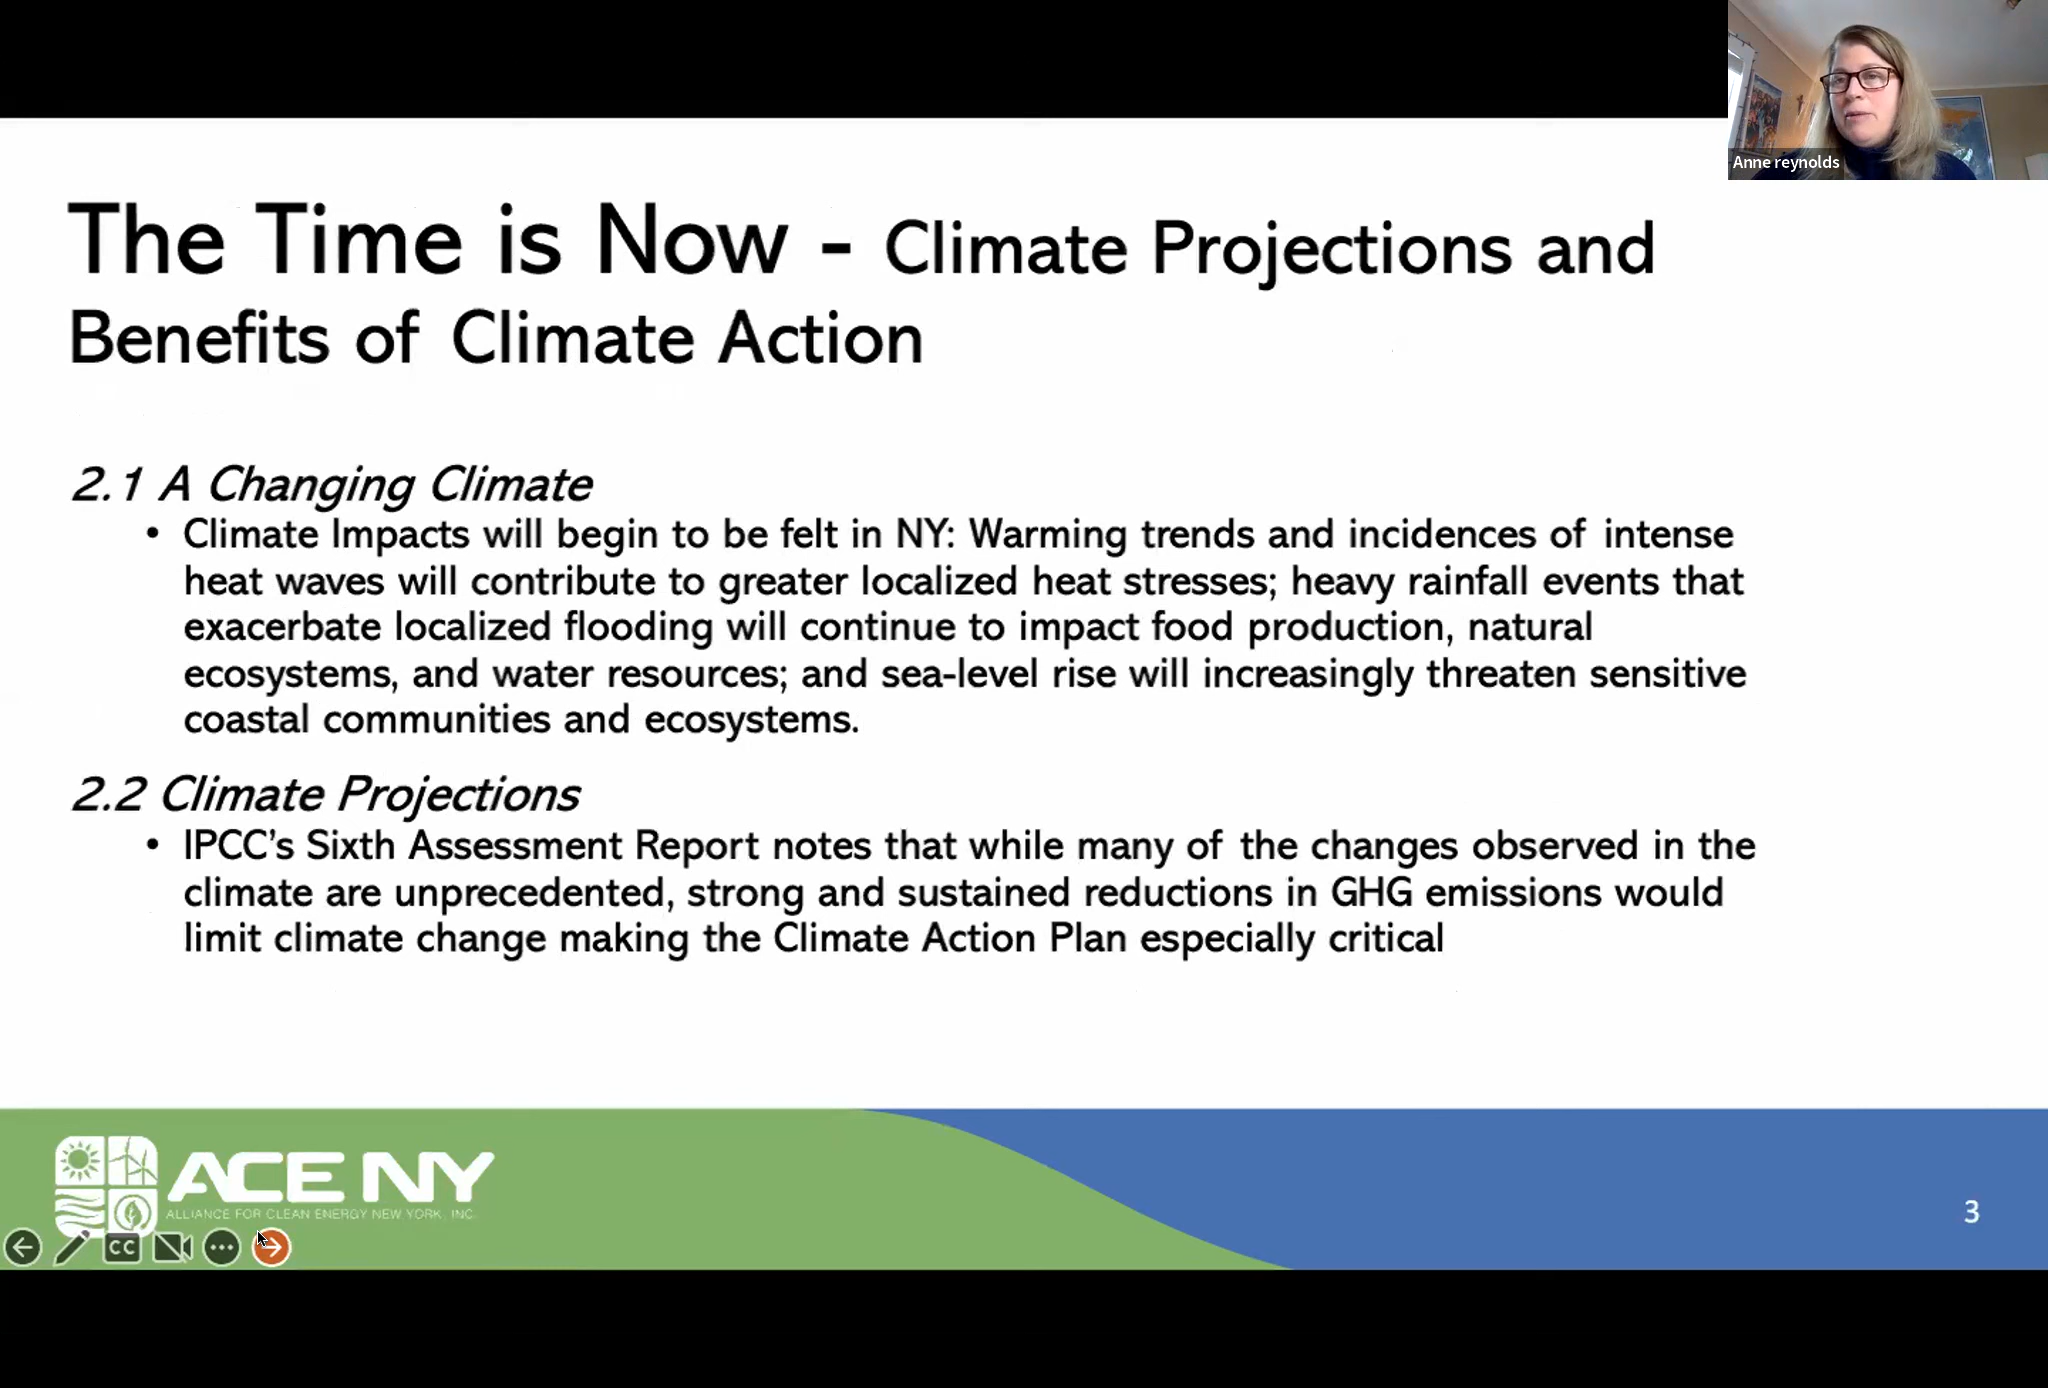 Anne reynolds
The Time is Now - Climate Projections and
Benefits of Climate Action
2.1 A Changing Climate
• Climate Impacts will begin to be felt in NY: Warming trends and incidences of intense
heat waves will contribute to greater localized heat stresses; heavy rainfall events that
exacerbate localized flooding will continue to impact food production, natural
ecosystems, and water resources; and sea-level rise will increasingly threaten sensitive
coastal communities and ecosystems.
2.2 Climate Projections
• IPCC’s Sixth Assessment Report notes that while many of the changes observed in the
climate are unprecedented, strong and sustained reductions in GHG emissions would
limit climate change making the Climate Action Plan especially critical
ACE NY
ALLIANCE FOR CLEAN ENERGY NEW YORK, INC.
CC
3